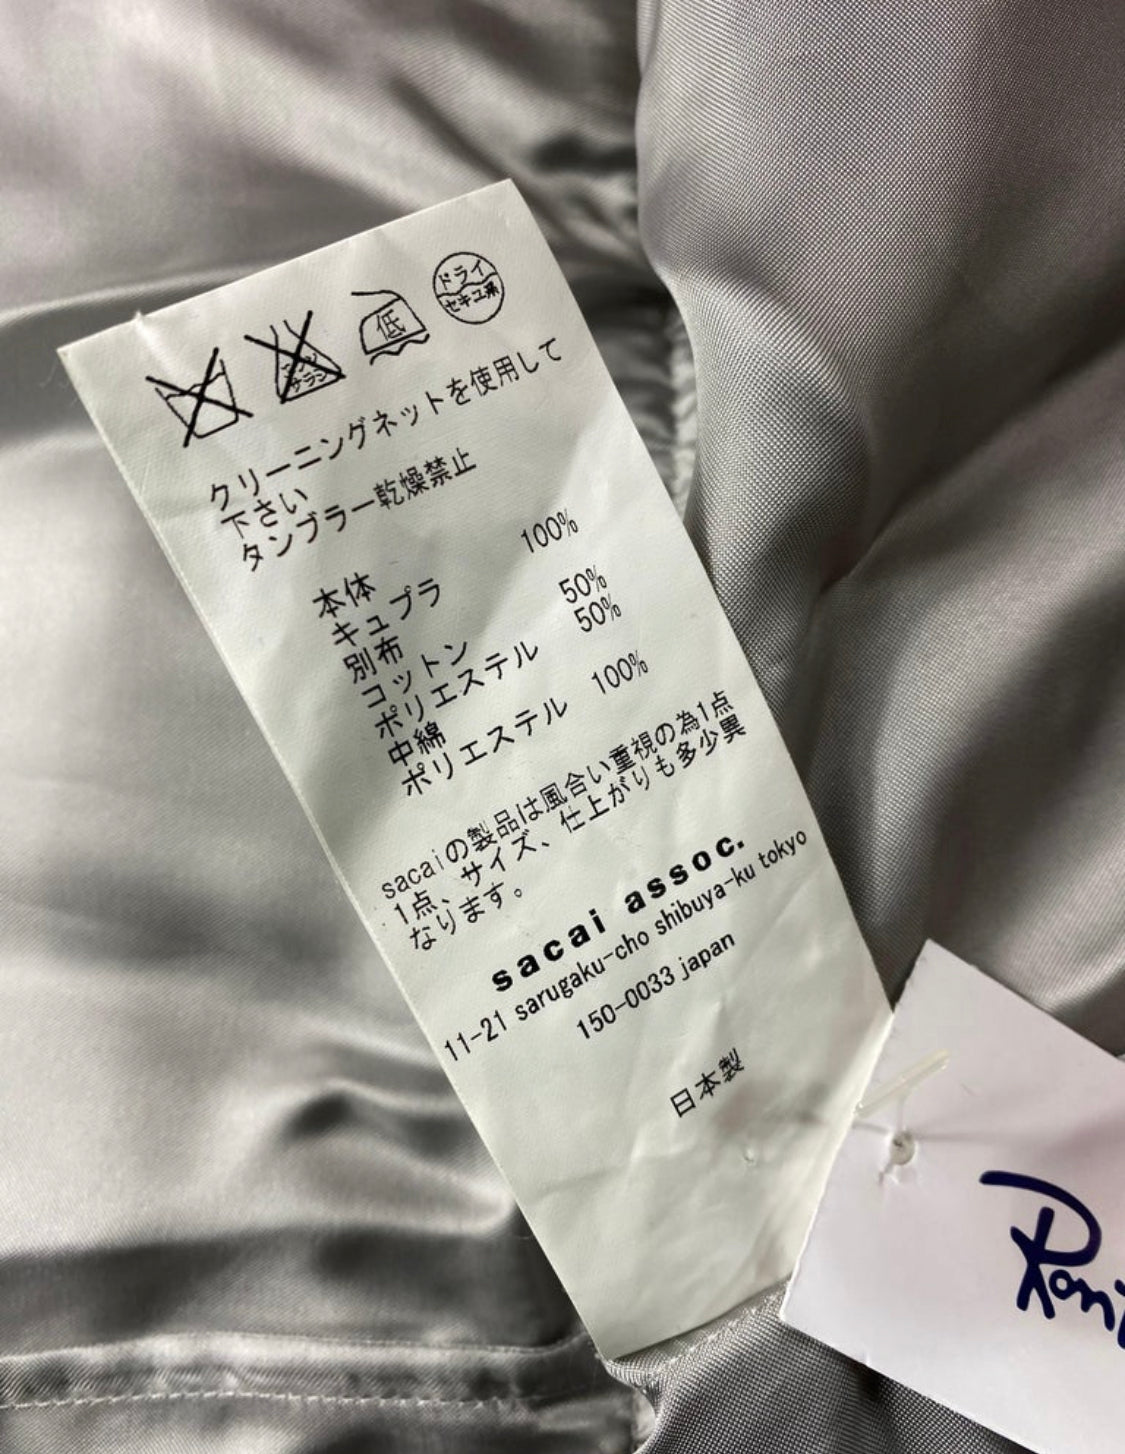 ドライ
セキユ系
低
エンソ
サラシ
クリーニングネットを使用して
下さい
タンブラー乾燥禁止
本体
キュプラ 100%
別布
コットン 50%
ポリエステル 50%
中綿
ポリエステル 100%
sacaiの製品は風合い重視の為1点
1点、サイズ、仕上がりも多少異
なります。
sacai assoc.
11-21 sarugaku-cho shibuya-ku tokyo
150-0033 japan
日本製